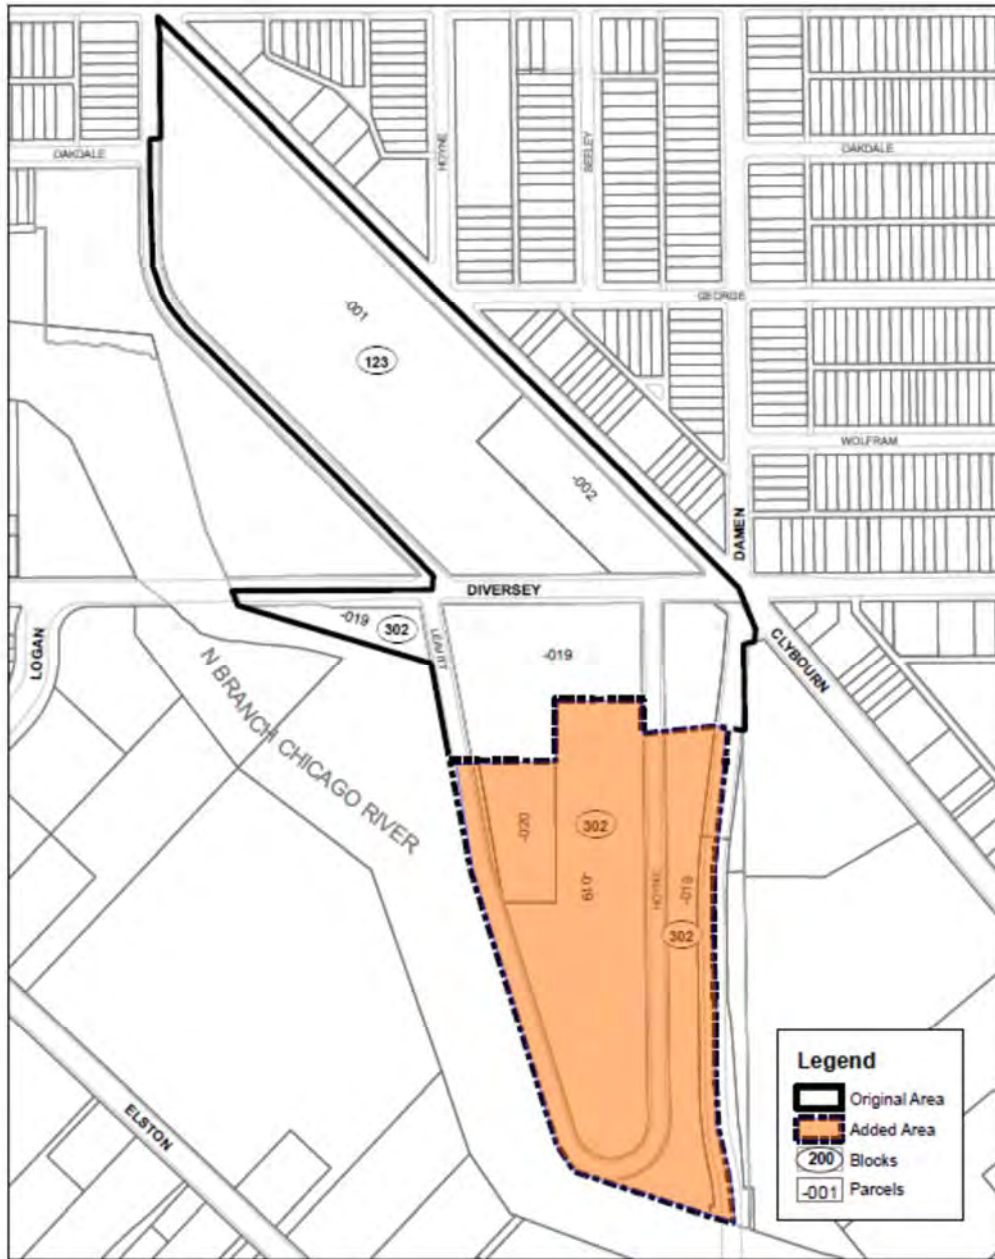 OAKDALE
HOYNE
SEELEY
OAKDALE
-001
GEORGE
123
WOLFRAM
-002
DAMEN
DIVERSEY
-019
302
LEAVITT
LOGAN
-019
CLYBOURN
N BRANCH CHICAGO RIVER
-020
302
-019
HOYNE
-019
302
ELSTON
Legend
Original Area
Added Area
200 Blocks
-001 Parcels